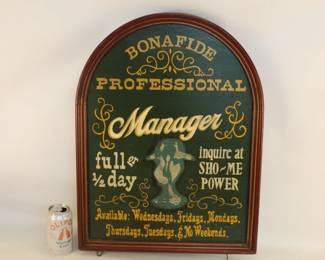 BONAFIDE
PROFESSIONAL
Manager
full or
½ day
inquire at
SHO-ME
POWER
Available: Wednesdays, Fridays, Mondays,
Thursdays, Tuesdays, & No Weekends.